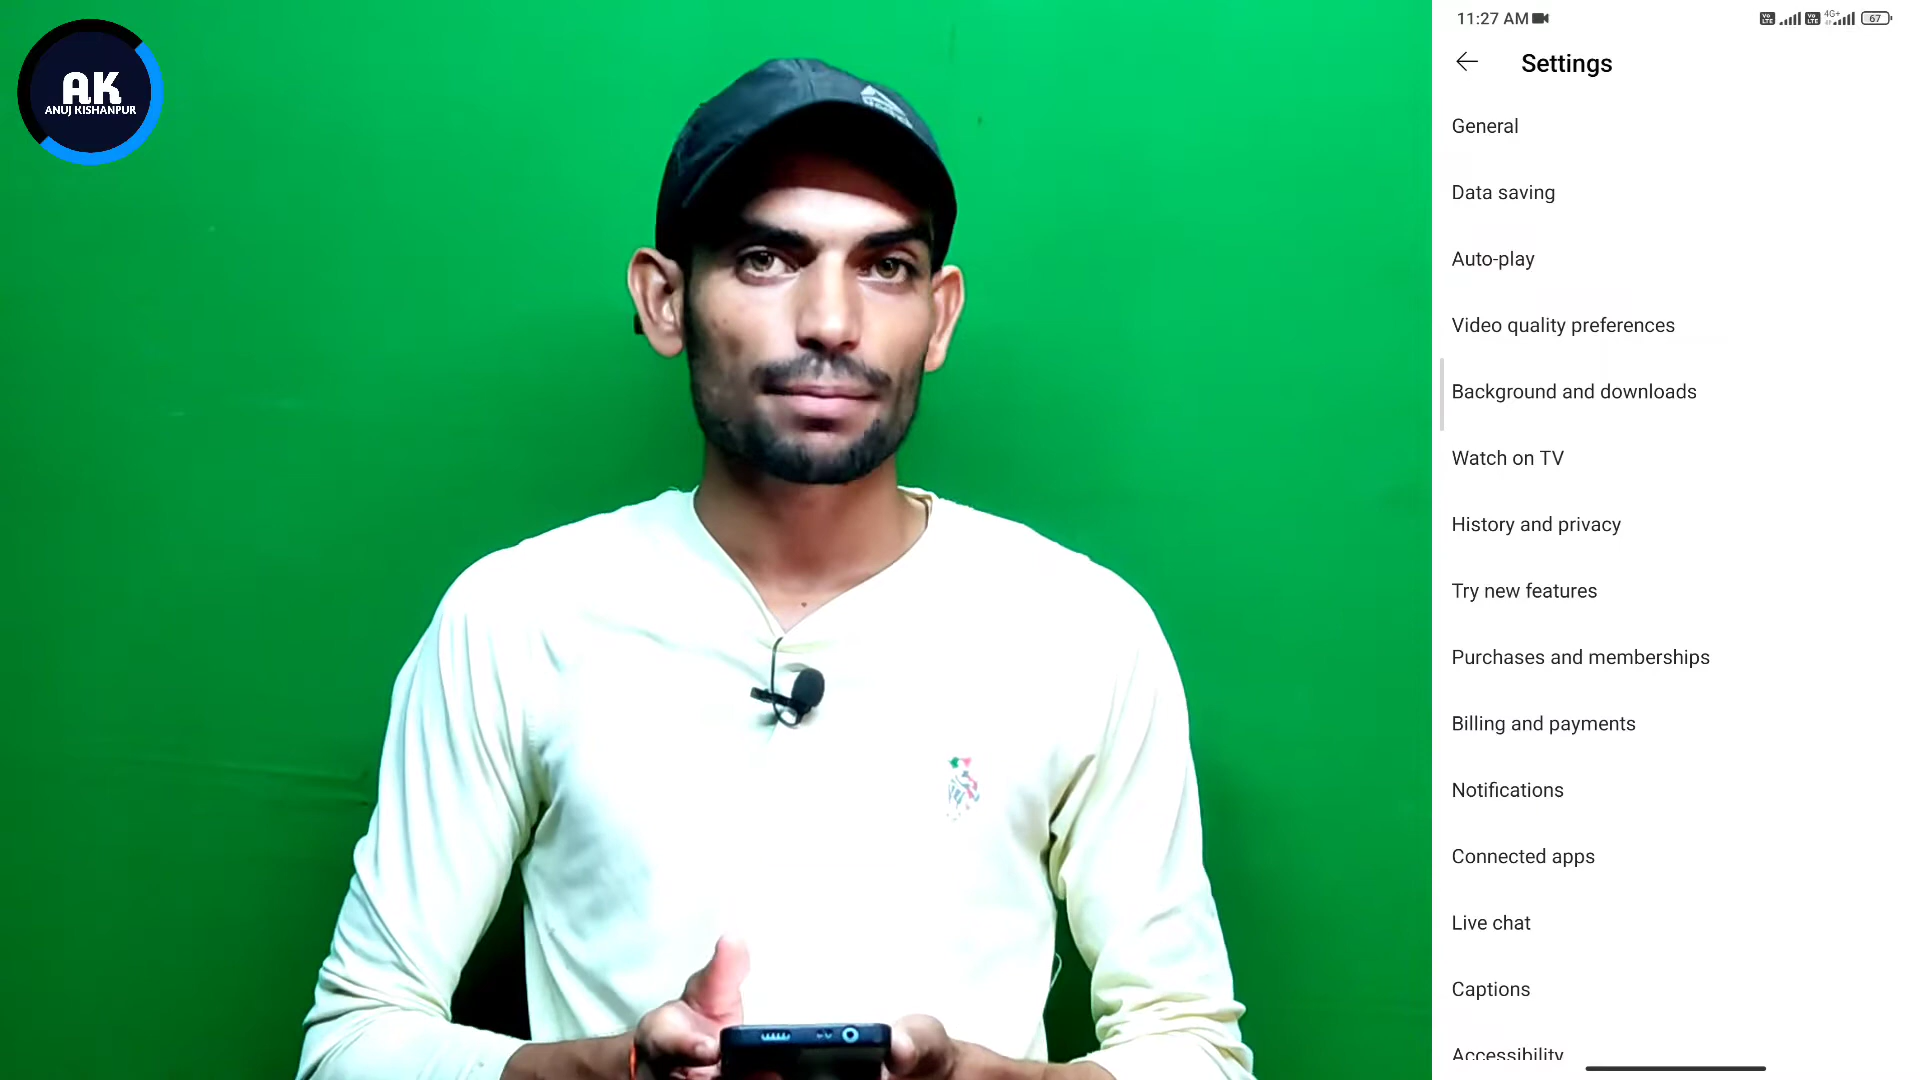 AK
ANUJ KISHANPUR
11:27 AM
4G+
67
Settings
General
Data saving
Auto-play
Video quality preferences
Background and downloads
Watch on TV
History and privacy
Try new features
Purchases and memberships
Billing and payments
Notifications
Connected apps
Live chat
Captions
Accessibility